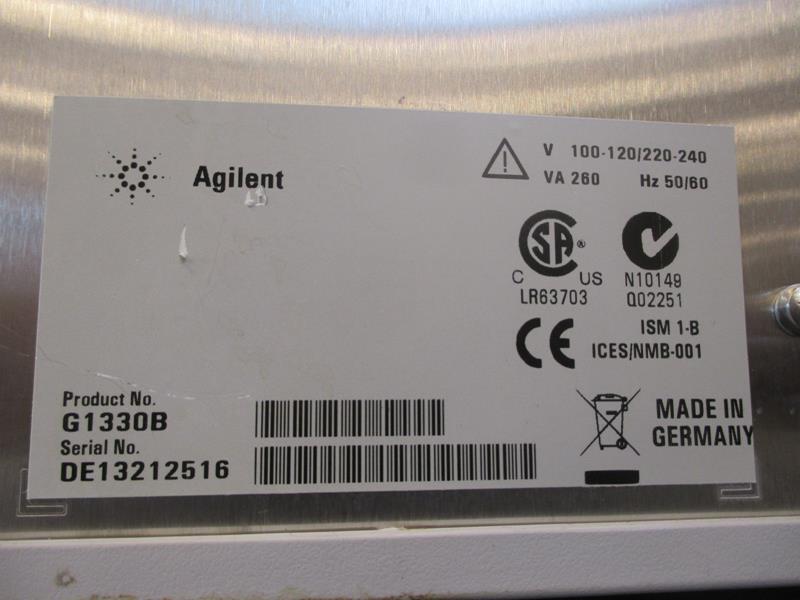 Agilent
V 100-120/220-240
VA 260 Hz 50/60
C US
LR63703
N10149
Q02251
CE
ISM 1-B
ICES/NMB-001
Product No.
G1330B
Serial No.
DE13212516
MADE IN
GERMANY